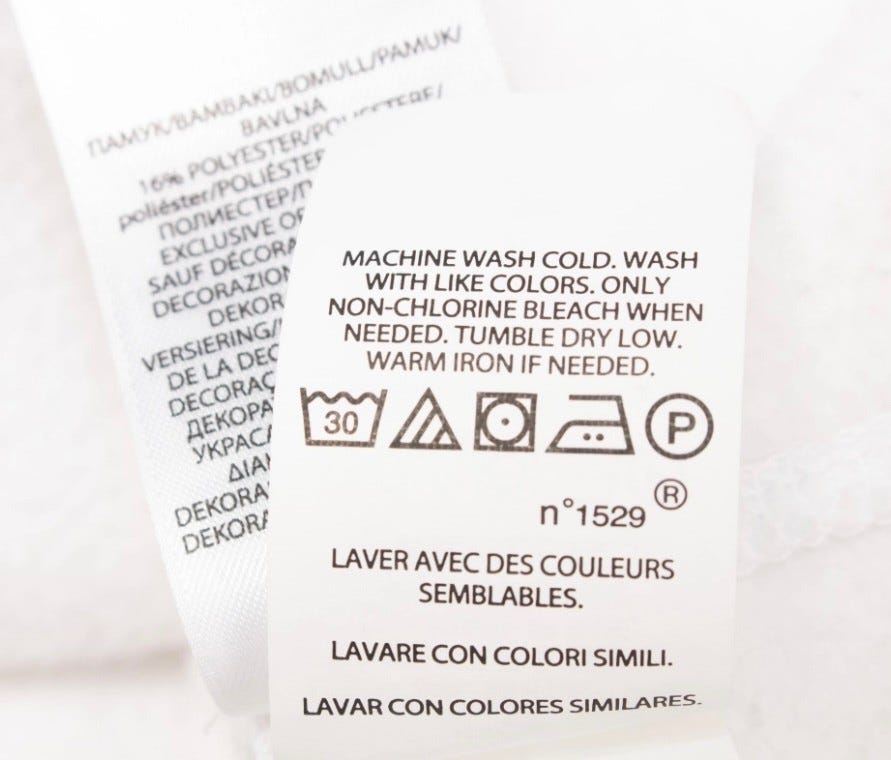 ПАМУК/BAMBAKI/BOMULL/PAMUK/
BAVLNA
16% POLYESTER/
poliéster/POLIÉSTER
ПОЛИЕСТЕР/
EXCLUSIVE OF
SAUF DÉCORA
DECORAZION
DEKOR
VERSIERING/
DE LA DEC
DECORAÇ
ДЕКОРА
УКРАСА
ΔΙΑ
DEKORA
DEKORA
MACHINE WASH COLD. WASH
WITH LIKE COLORS. ONLY
NON-CHLORINE BLEACH WHEN
NEEDED. TUMBLE DRY LOW.
WARM IRON IF NEEDED.
30 P
n°1529 ®
LAVER AVEC DES COULEURS
SEMBLABLES.
LAVARE CON COLORI SIMILI.
LAVAR CON COLORES SIMILARES.